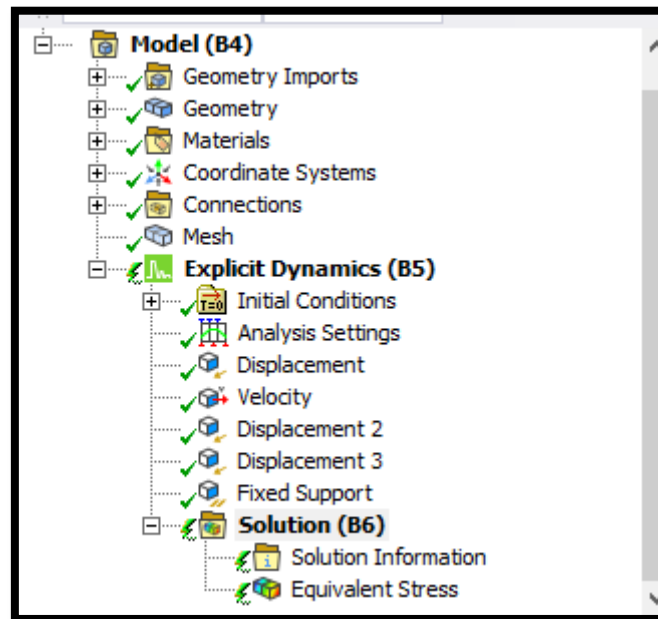 Model (B4)
Geometry Imports
Geometry
Materials
Coordinate Systems
Connections
Mesh
Explicit Dynamics (B5)
T=0
Initial Conditions
Analysis Settings
Displacement
Velocity
Displacement 2
Displacement 3
Fixed Support
Solution (B6)
Solution Information
Equivalent Stress